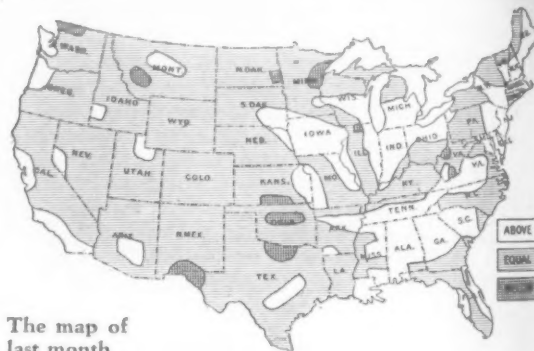 WASH.
MONT.
N.DAK.
MINN.
OREG.
IDAHO
WYO.
S.DAK.
WIS.
MICH.
NEV.
UTAH
COLO.
NEB.
IOWA
ILL.
IND.
OHIO
PA.
CAL.
ARIZ.
N.MEX.
KANS.
MO.
KY.
VA.
TENN.
OKLA.
ARK.
TEX.
LA.
MISS.
ALA.
GA.
S.C.
N.C.
ABOVE
EQUAL
The map of
last month